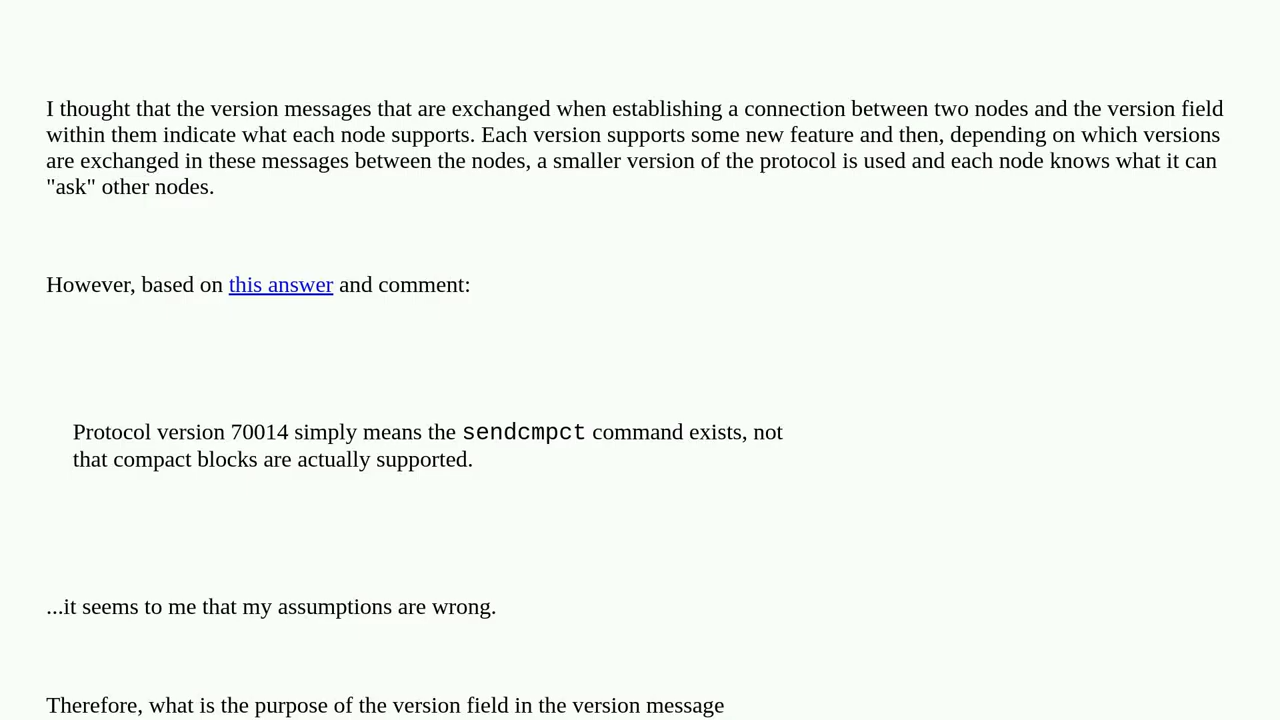 I thought that the version messages that are exchanged when establishing a connection between two nodes and the version field
within them indicate what each node supports. Each version supports some new feature and then, depending on which versions
are exchanged in these messages between the nodes, a smaller version of the protocol is used and each node knows what it can
"ask" other nodes.
However, based on this answer and comment:
Protocol version 70014 simply means the sendcmpct command exists, not
that compact blocks are actually supported.
...it seems to me that my assumptions are wrong.
Therefore, what is the purpose of the version field in the version message